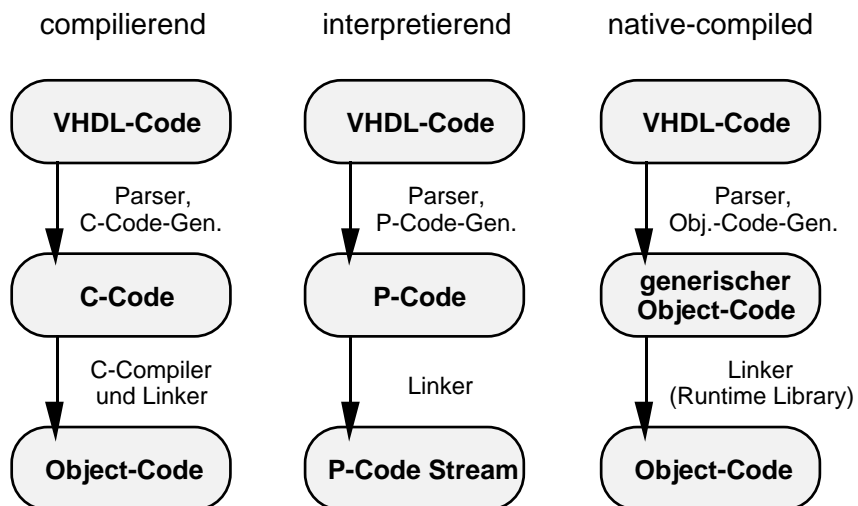 compilierend
interpretierend
native-compiled
VHDL-Code
VHDL-Code
VHDL-Code
Parser,
C-Code-Gen.
Parser,
P-Code-Gen.
Parser,
Obj.-Code-Gen.
C-Code
P-Code
generischer
Object-Code
C-Compiler
und Linker
Linker
Linker
(Runtime Library)
Object-Code
P-Code Stream
Object-Code